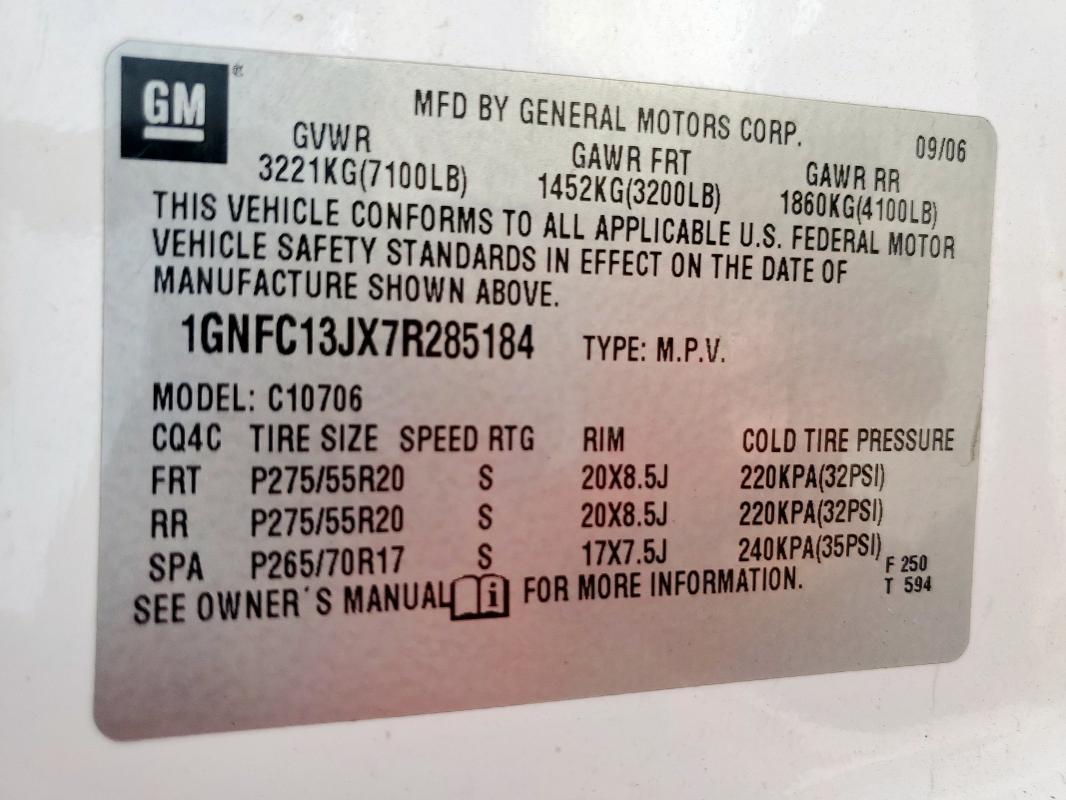 GM
MFD BY GENERAL MOTORS CORP.
09/06
GVWR GAWR FRT GAWR RR
3221KG(7100LB) 1452KG(3200LB) 1860KG(4100LB)
THIS VEHICLE CONFORMS TO ALL APPLICABLE U.S. FEDERAL MOTOR
VEHICLE SAFETY STANDARDS IN EFFECT ON THE DATE OF
MANUFACTURE SHOWN ABOVE.
1GNFC13JX7R285184 TYPE: M.P.V.
MODEL: C10706
CQ4C TIRE SIZE SPEED RTG RIM COLD TIRE PRESSURE
FRT P275/55R20 S 20X8.5J 220KPA(32PSI)
RR P275/55R20 S 20X8.5J 220KPA(32PSI)
SPA P265/70R17 S 17X7.5J 240KPA(35PSI)
SEE OWNER'S MANUAL i FOR MORE INFORMATION.
F 250
T 594